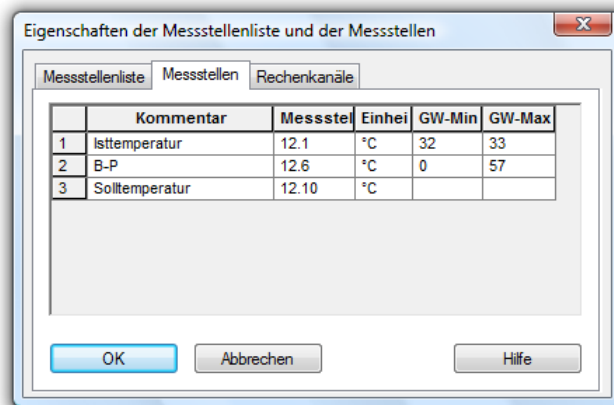 Eigenschaften der Messstellenliste und der Messstellen
Messstellenliste Messstellen Rechenkanäle
Kommentar Messstel Einhei GW-Min GW-Max
1 Isttemperatur 12.1 °C 32 33
2 B-P 12.6 °C 0 57
3 Solltemperatur 12.10 °C
OK Abbrechen Hilfe